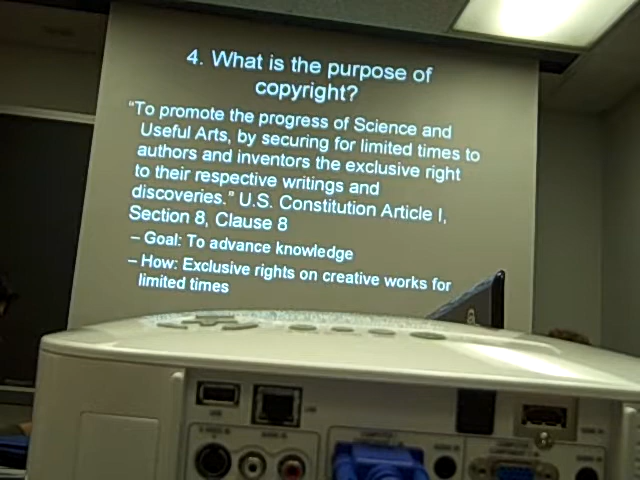 4. What is the purpose of
copyright?
“To promote the progress of Science and
Useful Arts, by securing for limited times to
authors and inventors the exclusive right
to their respective writings and
discoveries.” U.S. Constitution Article I,
Section 8, Clause 8
– Goal: To advance knowledge
– How: Exclusive rights on creative works for
limited times